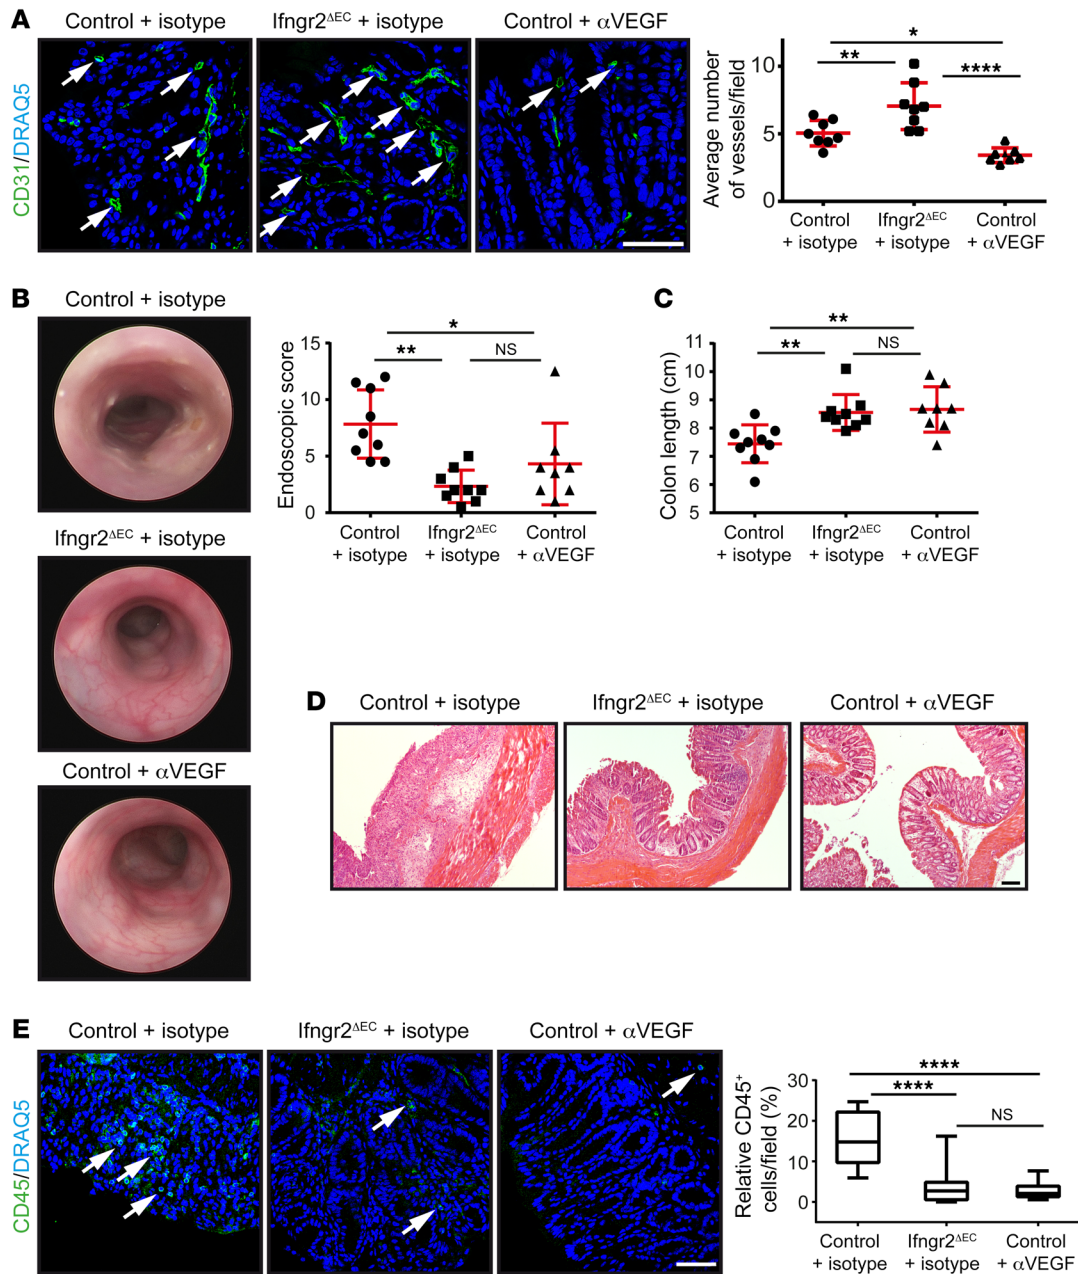 A
Control + isotype
Ifngr2ΔEC + isotype
Control + αVEGF
CD31/DRAQ5
Average number
of vessels/field
10
5
0
*
**
****
Control
+ isotype
Ifngr2ΔEC
+ isotype
Control
+ αVEGF
B
Control + isotype
Ifngr2ΔEC + isotype
Control + αVEGF
Endoscopic score
15
10
5
0
*
**
NS
Control
+ isotype
Ifngr2ΔEC
+ isotype
Control
+ αVEGF
C
Colon length (cm)
11
10
9
8
7
6
5
**
**
NS
Control
+ isotype
Ifngr2ΔEC
+ isotype
Control
+ αVEGF
D
Control + isotype
Ifngr2ΔEC + isotype
Control + αVEGF
E
Control + isotype
Ifngr2ΔEC + isotype
Control + αVEGF
CD45/DRAQ5
Relative CD45+
cells/field (%)
30
20
10
0
****
****
NS
Control
+ isotype
Ifngr2ΔEC
+ isotype
Control
+ αVEGF